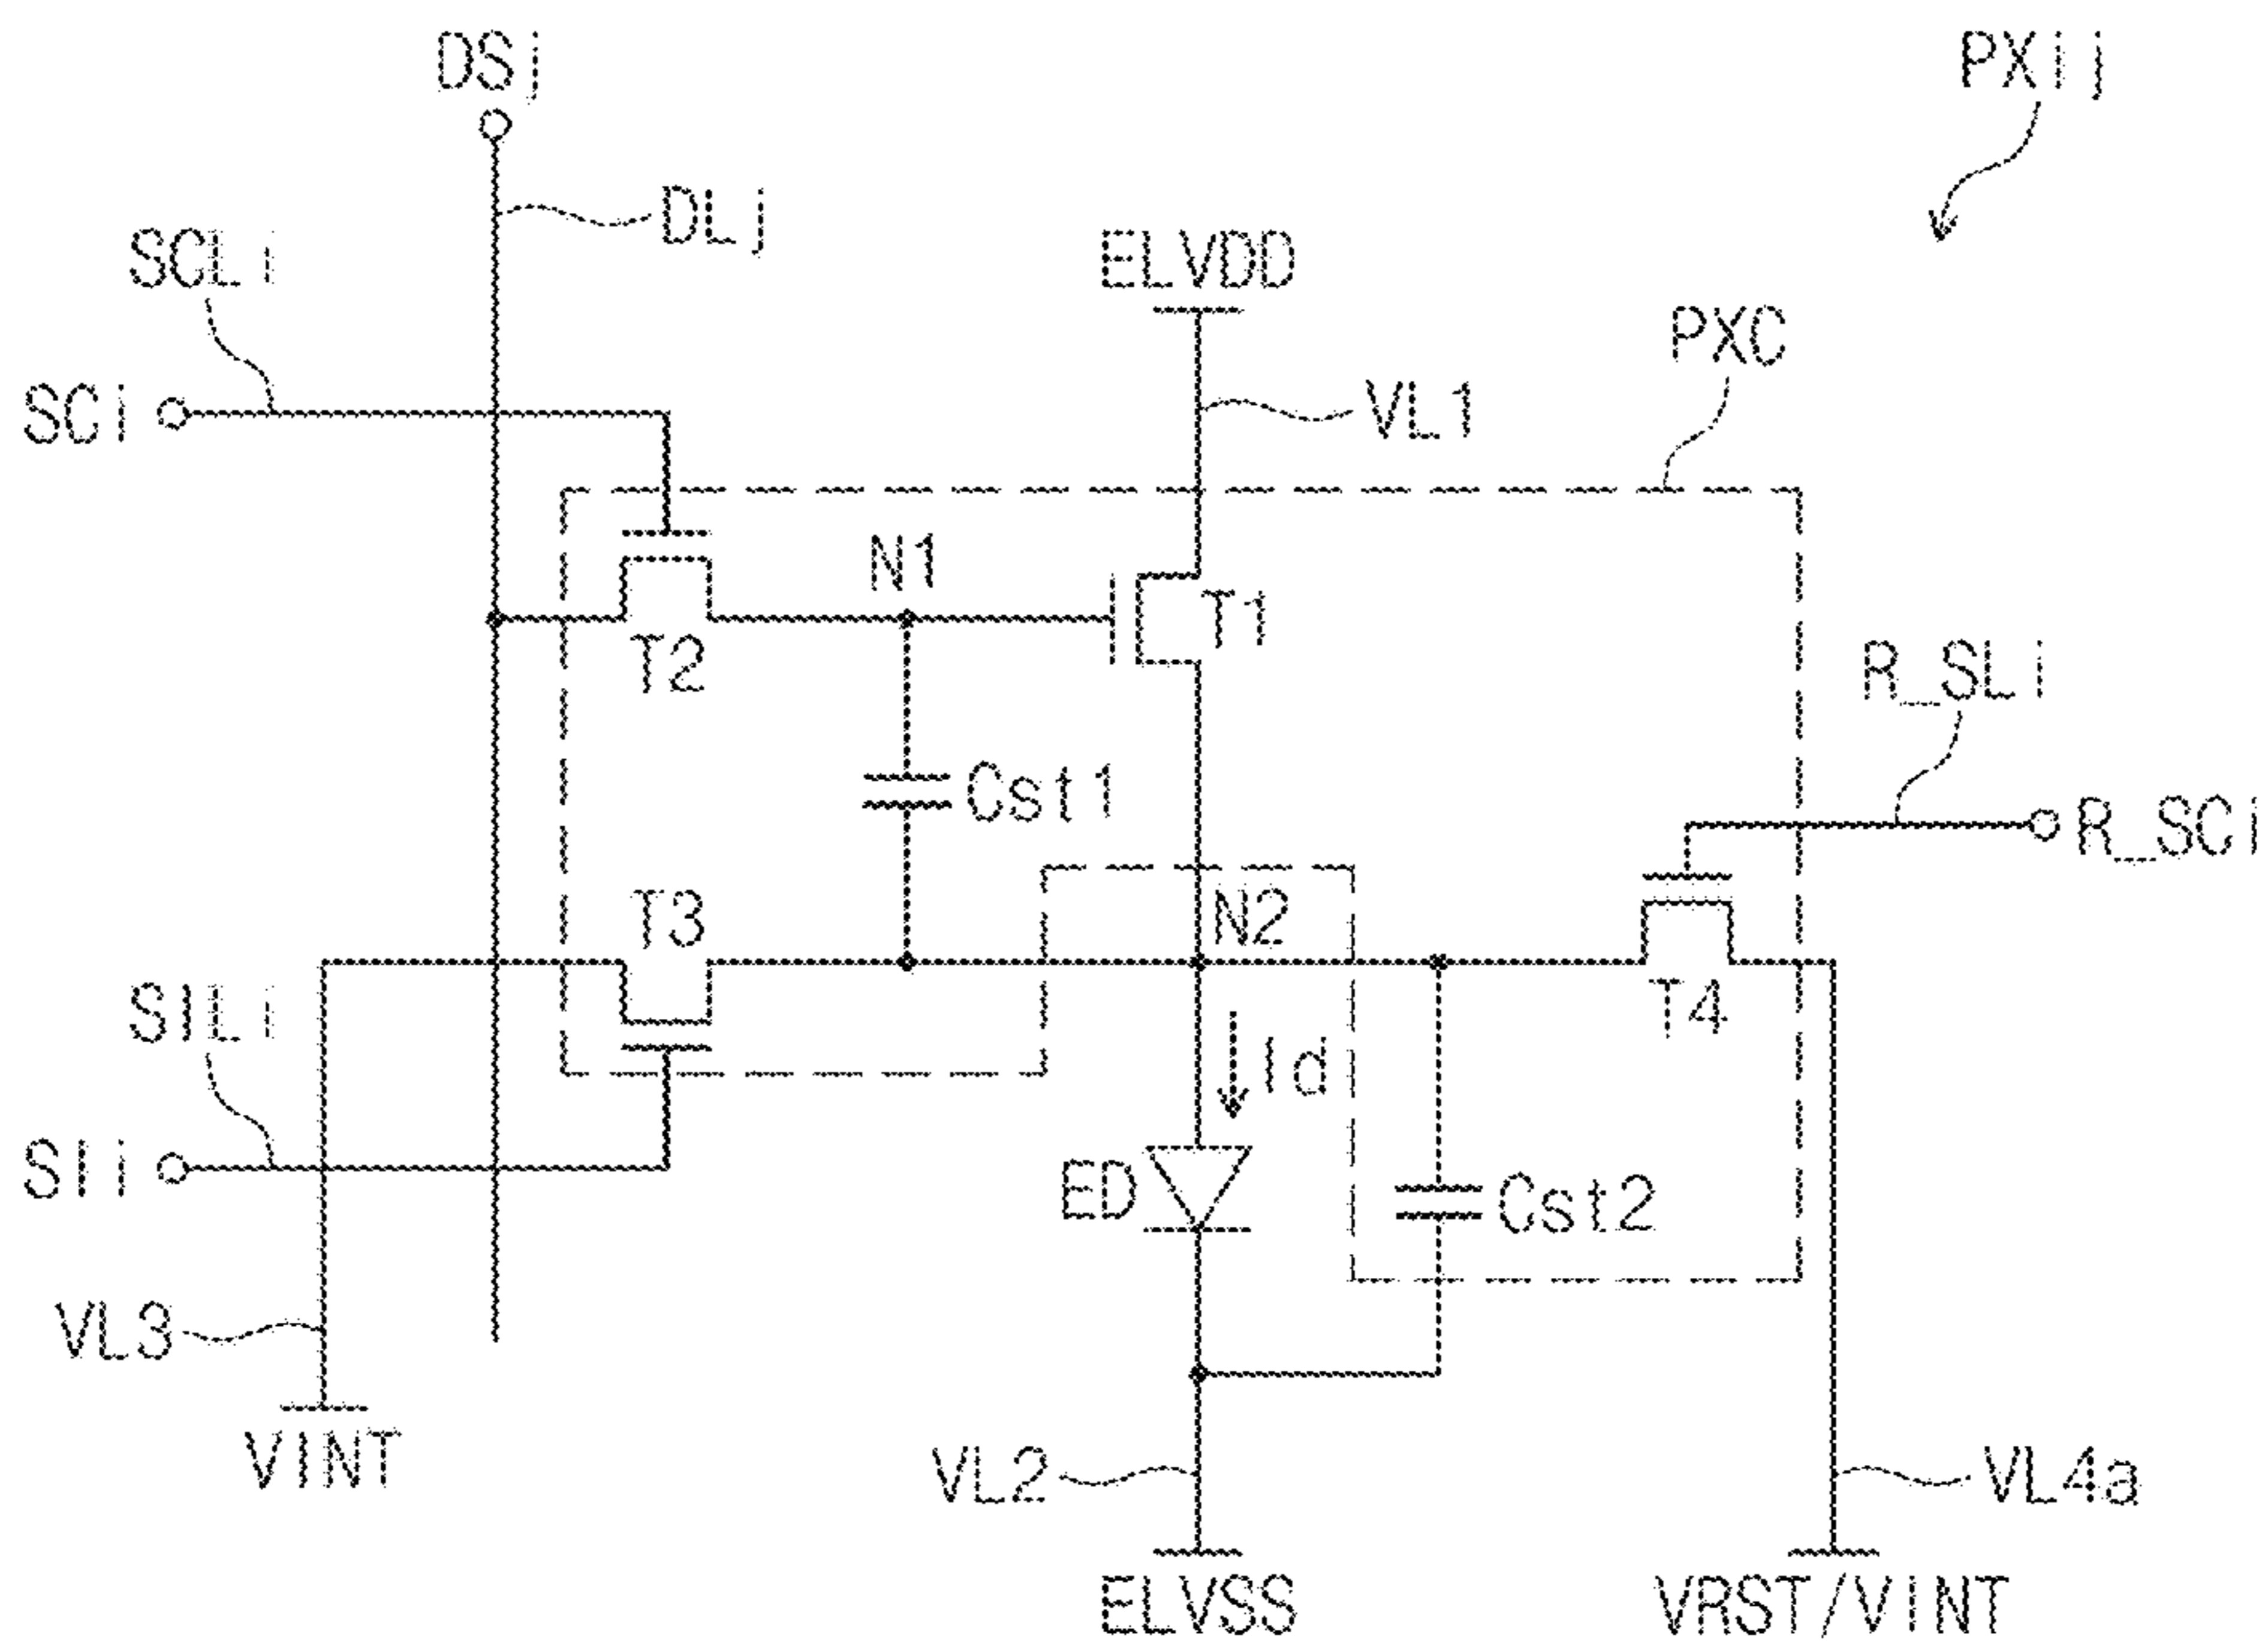 DSj
PXij
DLj
SCLi
ELVDD
PXC
SCi
VL1
N1
T1
T2
R_SLi
Cst1
R_SCi
T3
N2
SILi
T4
Id
SIi
ED
Cst2
VL3
VINT
VL2
VL4a
ELVSS
VRST/VINT